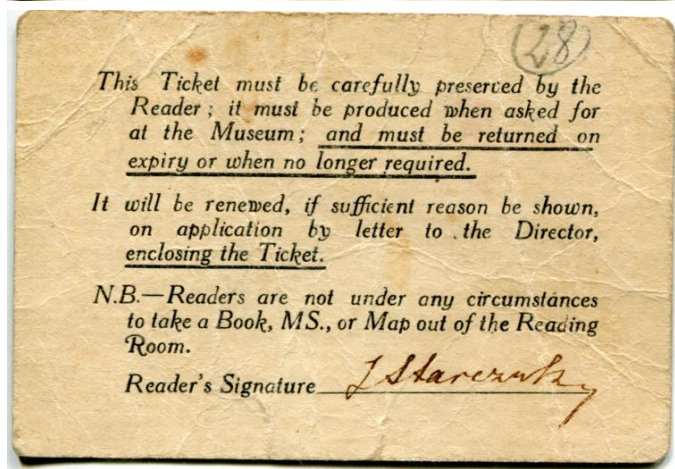 (28)
This Ticket must be carefully preserved by the
Reader; it must be produced when asked for
at the Museum; and must be returned on
expiry or when no longer required.
It will be renewed, if sufficient reason be shown,
on application by letter to the Director,
enclosing the Ticket.
N.B.—Readers are not under any circumstances
to take a Book, MS., or Map out of the Reading
Room.
Reader's Signature